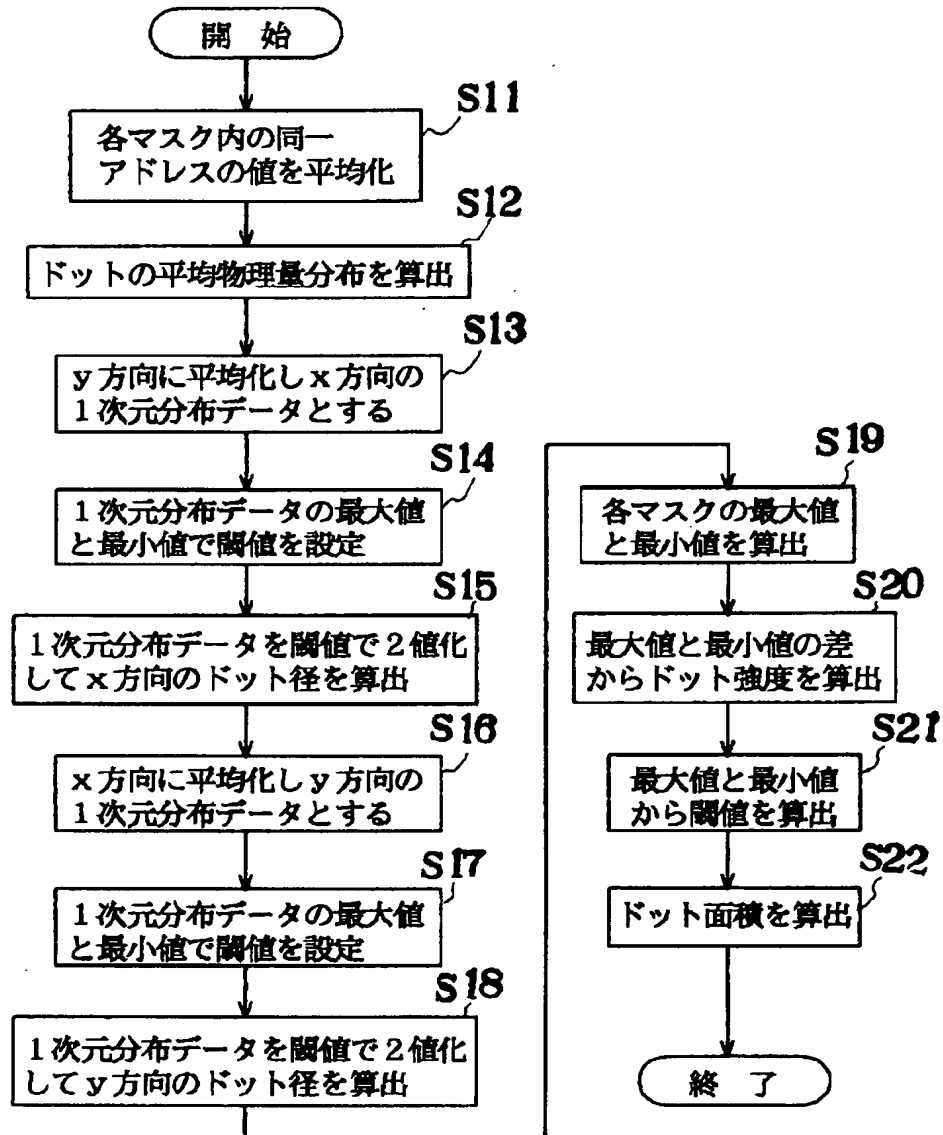 開 始
S11
各マスク内の同一
アドレスの値を平均化
S12
ドットの平均物理量分布を算出
S13
y方向に平均化しx方向の
1次元分布データとする
S14
1次元分布データの最大値
と最小値で閾値を設定
S15
1次元分布データを閾値で2値化
してx方向のドット径を算出
S16
x方向に平均化しy方向の
1次元分布データとする
S17
1次元分布データの最大値
と最小値で閾値を設定
S18
1次元分布データを閾値で2値化
してy方向のドット径を算出
S19
各マスクの最大値
と最小値を算出
S20
最大値と最小値の差
からドット強度を算出
S21
最大値と最小値
から閾値を算出
S22
ドット面積を算出
終 了